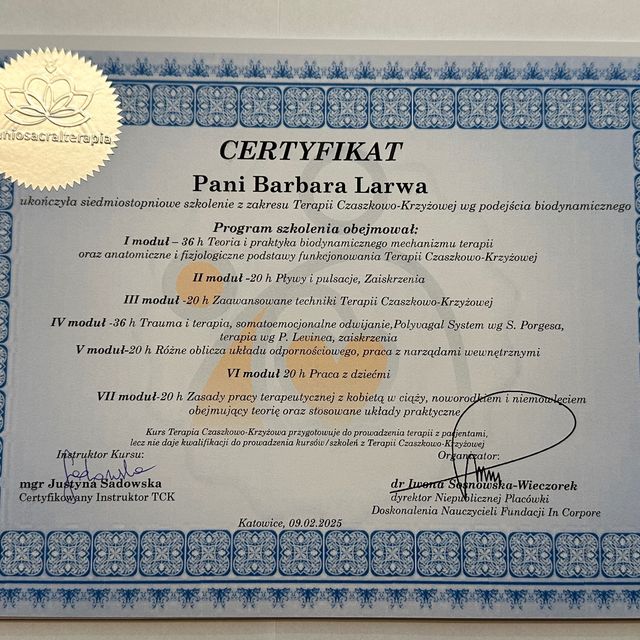 niosacralterapia
CERTYFIKAT
Pani Barbara Larwa
ukończyła siedmiostopniowe szkolenie z zakresu Terapii Czaszkowo-Krzyżowej wg podejścia biodynamicznego
Program szkolenia obejmował:
I moduł – 36 h Teoria i praktyka biodynamicznego mechanizmu terapii
oraz anatomiczne i fizjologiczne podstawy funkcjonowania Terapii Czaszkowo-Krzyżowej
II moduł -20 h Pływy i pulsacje, Zaiskrzenia
III moduł -20 h Zaawansowane techniki Terapii Czaszkowo-Krzyżowej
IV moduł -36 h Trauma i terapia, somatoemocjonalne odwijanie,Polyvagal System wg S. Porgesa,
terapia wg P. Levinea, zaiskrzenia
V moduł-20 h Różne oblicza układu odpornościowego, praca z narządami wewnętrznymi
VI moduł 20 h Praca z dziećmi
VII moduł-20 h Zasady pracy terapeutycznej z kobietą w ciąży, noworodkiem i niemowlęciem
obejmujący teorię oraz stosowane układy praktyczne
Kurs Terapia Czaszkowo-Krzyżowa przygotowuje do prowadzenia terapii z pacjentami,
lecz nie daje kwalifikacji do prowadzenia kursów/szkoleń z Terapii Czaszkowo-Krzyżowej
Instruktor Kursu:
Organizator:
mgr Justyna Sadowska
Certyfikowany Instruktor TCK
dr Iwona Sosnowska-Wieczorek
dyrektor Niepublicznej Placówki
Doskonalenia Nauczycieli Fundacji In Corpore
Katowice, 09.02.2025